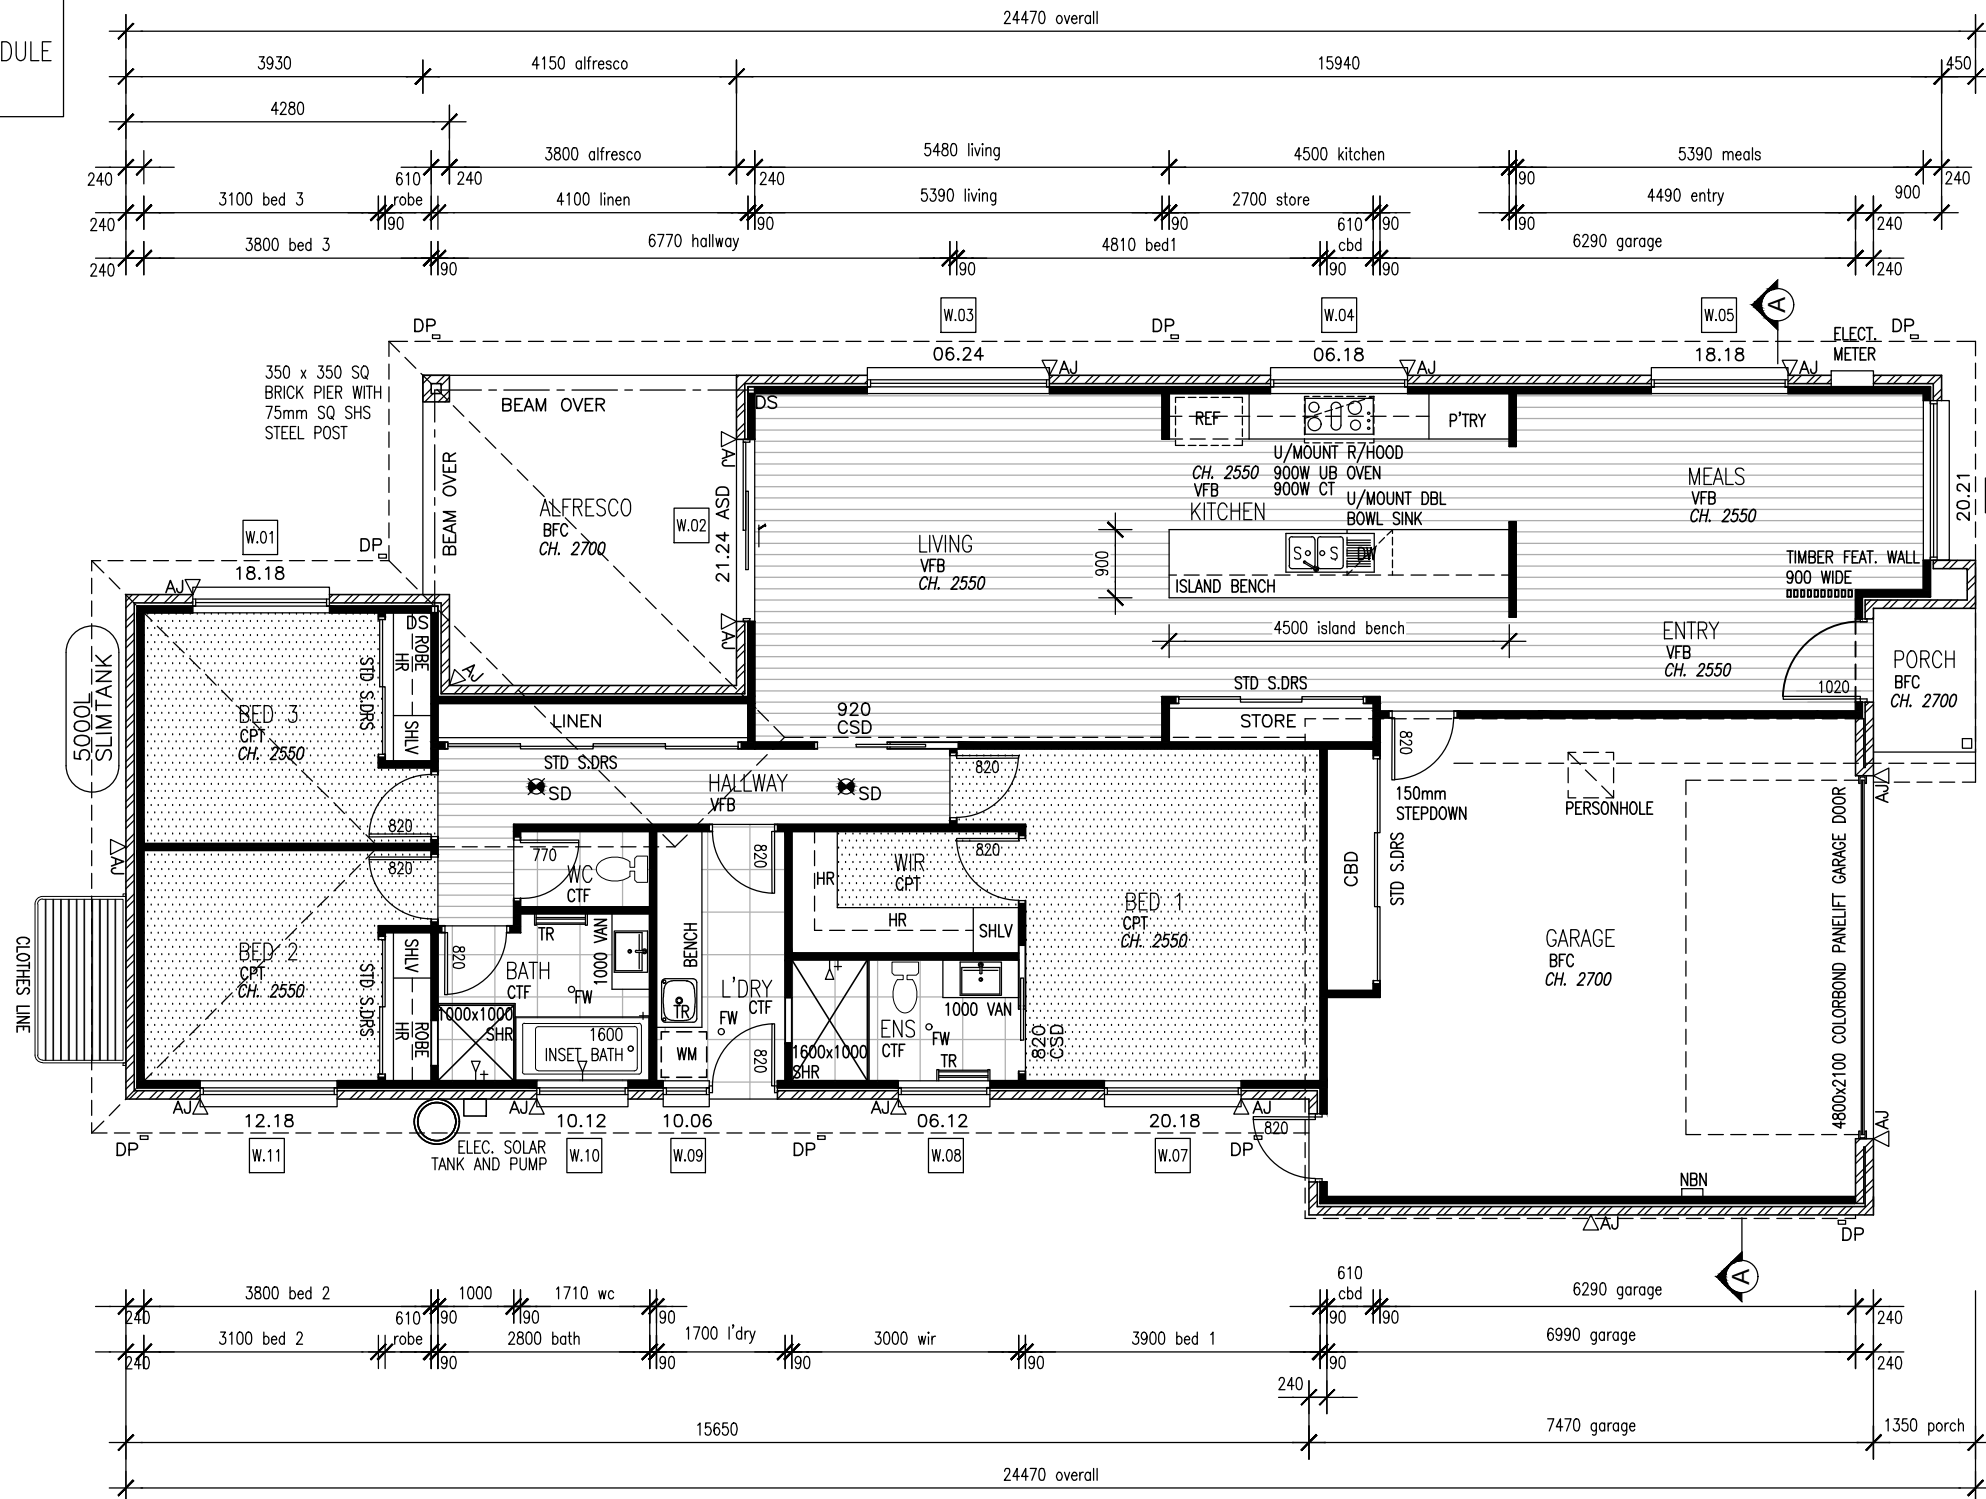 DULE
24470 overall
3930
4150 alfresco
15940
450
4280
240
610
3800 alfresco
240
240
5480 living
4500 kitchen
90
5390 meals
240
240
3100 bed 3
90
robe
4100 linen
90
5390 living
90
2700 store
610
90
90
4490 entry
900
240
240
3800 bed 3
90
6770 hallway
90
4810 bed1
90
cbd
90
6290 garage
240
DP
W.03
DP
W.04
W.05
A
DP
ELECT.
METER
06.24
AJ
06.18
AJ
18.18
AJ
350 x 350 SQ
BRICK PIER WITH
75mm SQ SHS
STEEL POST
BEAM OVER
BEAM OVER
DS
AJ
REF
P'TRY
U/MOUNT R/HOOD
900W UB OVEN
900W CT
CH. 2550
VFB
KITCHEN
U/MOUNT DBL
BOWL SINK
MEALS
VFB
CH. 2550
20.21
ALFRESCO
BFC
CH. 2700
W.02
21.24 ASD
AJ
LIVING
VFB
CH. 2550
900
S
S
DW
ISLAND BENCH
4500 island bench
TIMBER FEAT. WALL
900 WIDE
W.01
DP
AJ
18.18
ENTRY
VFB
CH. 2550
1020
PORCH
BFC
CH. 2700
5000L
SLIMTANK
DS
ROBE
HR
STD S.DRS
SHLV
AJ
BED 3
CPT
CH. 2550
LINEN
STD S.DRS
920
CSD
STD S.DRS
STORE
820
HALLWAY
VFB
SD
SD
820
820
820
150mm
STEPDOWN
PERSONHOLE
AJ
AJ
770
WC
CTF
820
WIR
CPT
820
HR
HR
SHLV
BED 1
CPT
CH. 2550
CBD
STD S.DRS
GARAGE
BFC
CH. 2700
4800x2100 COLORBOND PANELIFT GARAGE DOOR
CLOTHES LINE
BED 2
CPT
CH. 2550
SHLV
STD S.DRS
ROBE
HR
820
TR
BATH
CTF
FW
1000 VAN
1000x1000
SHR
1600
INSET BATH
BENCH
TR
WM
L'DRY
CTF
FW
820
1600x1000
SHR
ENS
CTF
FW
TR
1000 VAN
820
CSD
AJ
12.18
AJ
10.12
10.06
AJ
06.12
20.18
AJ
820
AJ
DP
W.11
ELEC. SOLAR
TANK AND PUMP
W.10
W.09
DP
W.08
W.07
DP
NBN
AJ
DP
A
240
3800 bed 2
610
90
1000
90
1710 wc
90
610
90
cbd
90
6290 garage
240
240
3100 bed 2
robe
90
2800 bath
90
1700 l'dry
90
3000 wir
90
3900 bed 1
90
6990 garage
240
240
15650
7470 garage
1350 porch
24470 overall